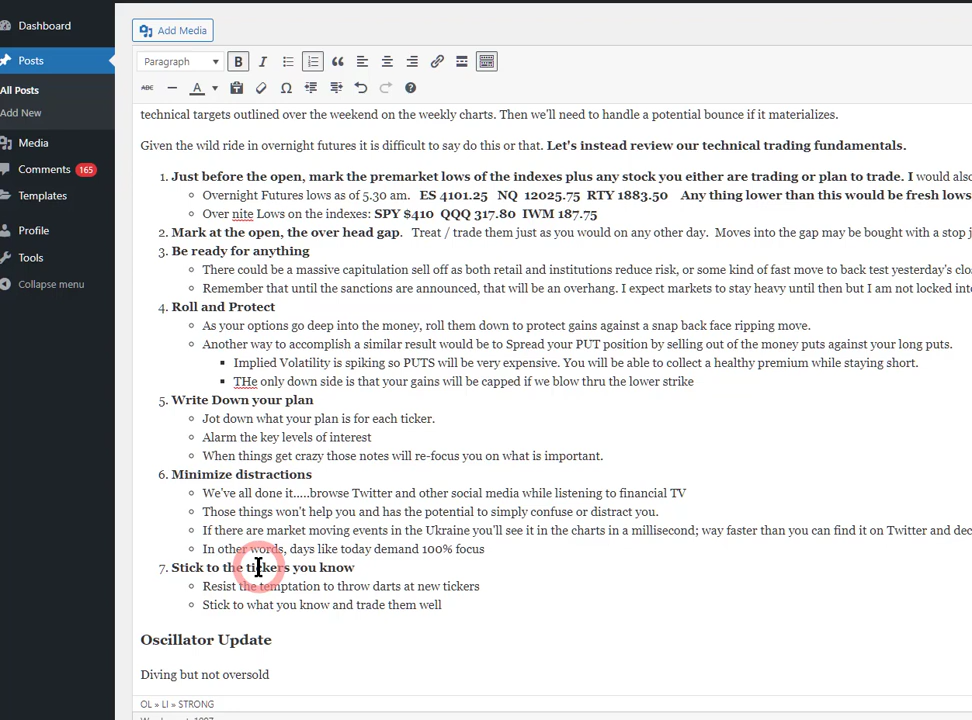 Dashboard
Posts
All Posts
Add New
Media
Comments 165
Templates
Profile
Tools
Collapse menu
Add Media
Paragraph
B I
ABC A Ω
technical targets outlined over the weekend on the weekly charts. Then we'll need to handle a potential bounce if it materializes.
Given the wild ride in overnight futures it is difficult to say do this or that. Let's instead review our technical trading fundamentals.
1. Just before the open, mark the premarket lows of the indexes plus any stock you either are trading or plan to trade. I would also
Overnight Futures lows as of 5.30 am. ES 4101.25 NQ 12025.75 RTY 1883.50 Any thing lower than this would be fresh lows
Over nite Lows on the indexes: SPY $410 QQQ 317.80 IWM 187.75
2. Mark at the open, the over head gap. Treat / trade them just as you would on any other day. Moves into the gap may be bought with a stop
3. Be ready for anything
There could be a massive capitulation sell off as both retail and institutions reduce risk, or some kind of fast move to back test yesterday's
Remember that until the sanctions are announced, that will be an overhang. I expect markets to stay heavy until then but I am not locked
4. Roll and Protect
As your options go deep into the money, roll them down to protect gains against a snap back face ripping move.
Another way to accomplish a similar result would be to Spread your PUT position by selling out of the money puts against your long puts.
Implied Volatility is spiking so PUTS will be very expensive. You will be able to collect a healthy premium while staying short.
THe only down side is that your gains will be capped if we blow thru the lower strike
5. Write Down your plan
Jot down what your plan is for each ticker.
Alarm the key levels of interest
When things get crazy those notes will re-focus you on what is important.
6. Minimize distractions
We've all done it.....browse Twitter and other social media while listening to financial TV
Those things won't help you and has the potential to simply confuse or distract you.
If there are market moving events in the Ukraine you'll see it in the charts in a millisecond; way faster than you can find it on Twitter and
In other words, days like today demand 100% focus
7. Stick to the tickers you know
Resist the temptation to throw darts at new tickers
Stick to what you know and trade them well
Oscillator Update
Diving but not oversold
OL » LI » STRONG